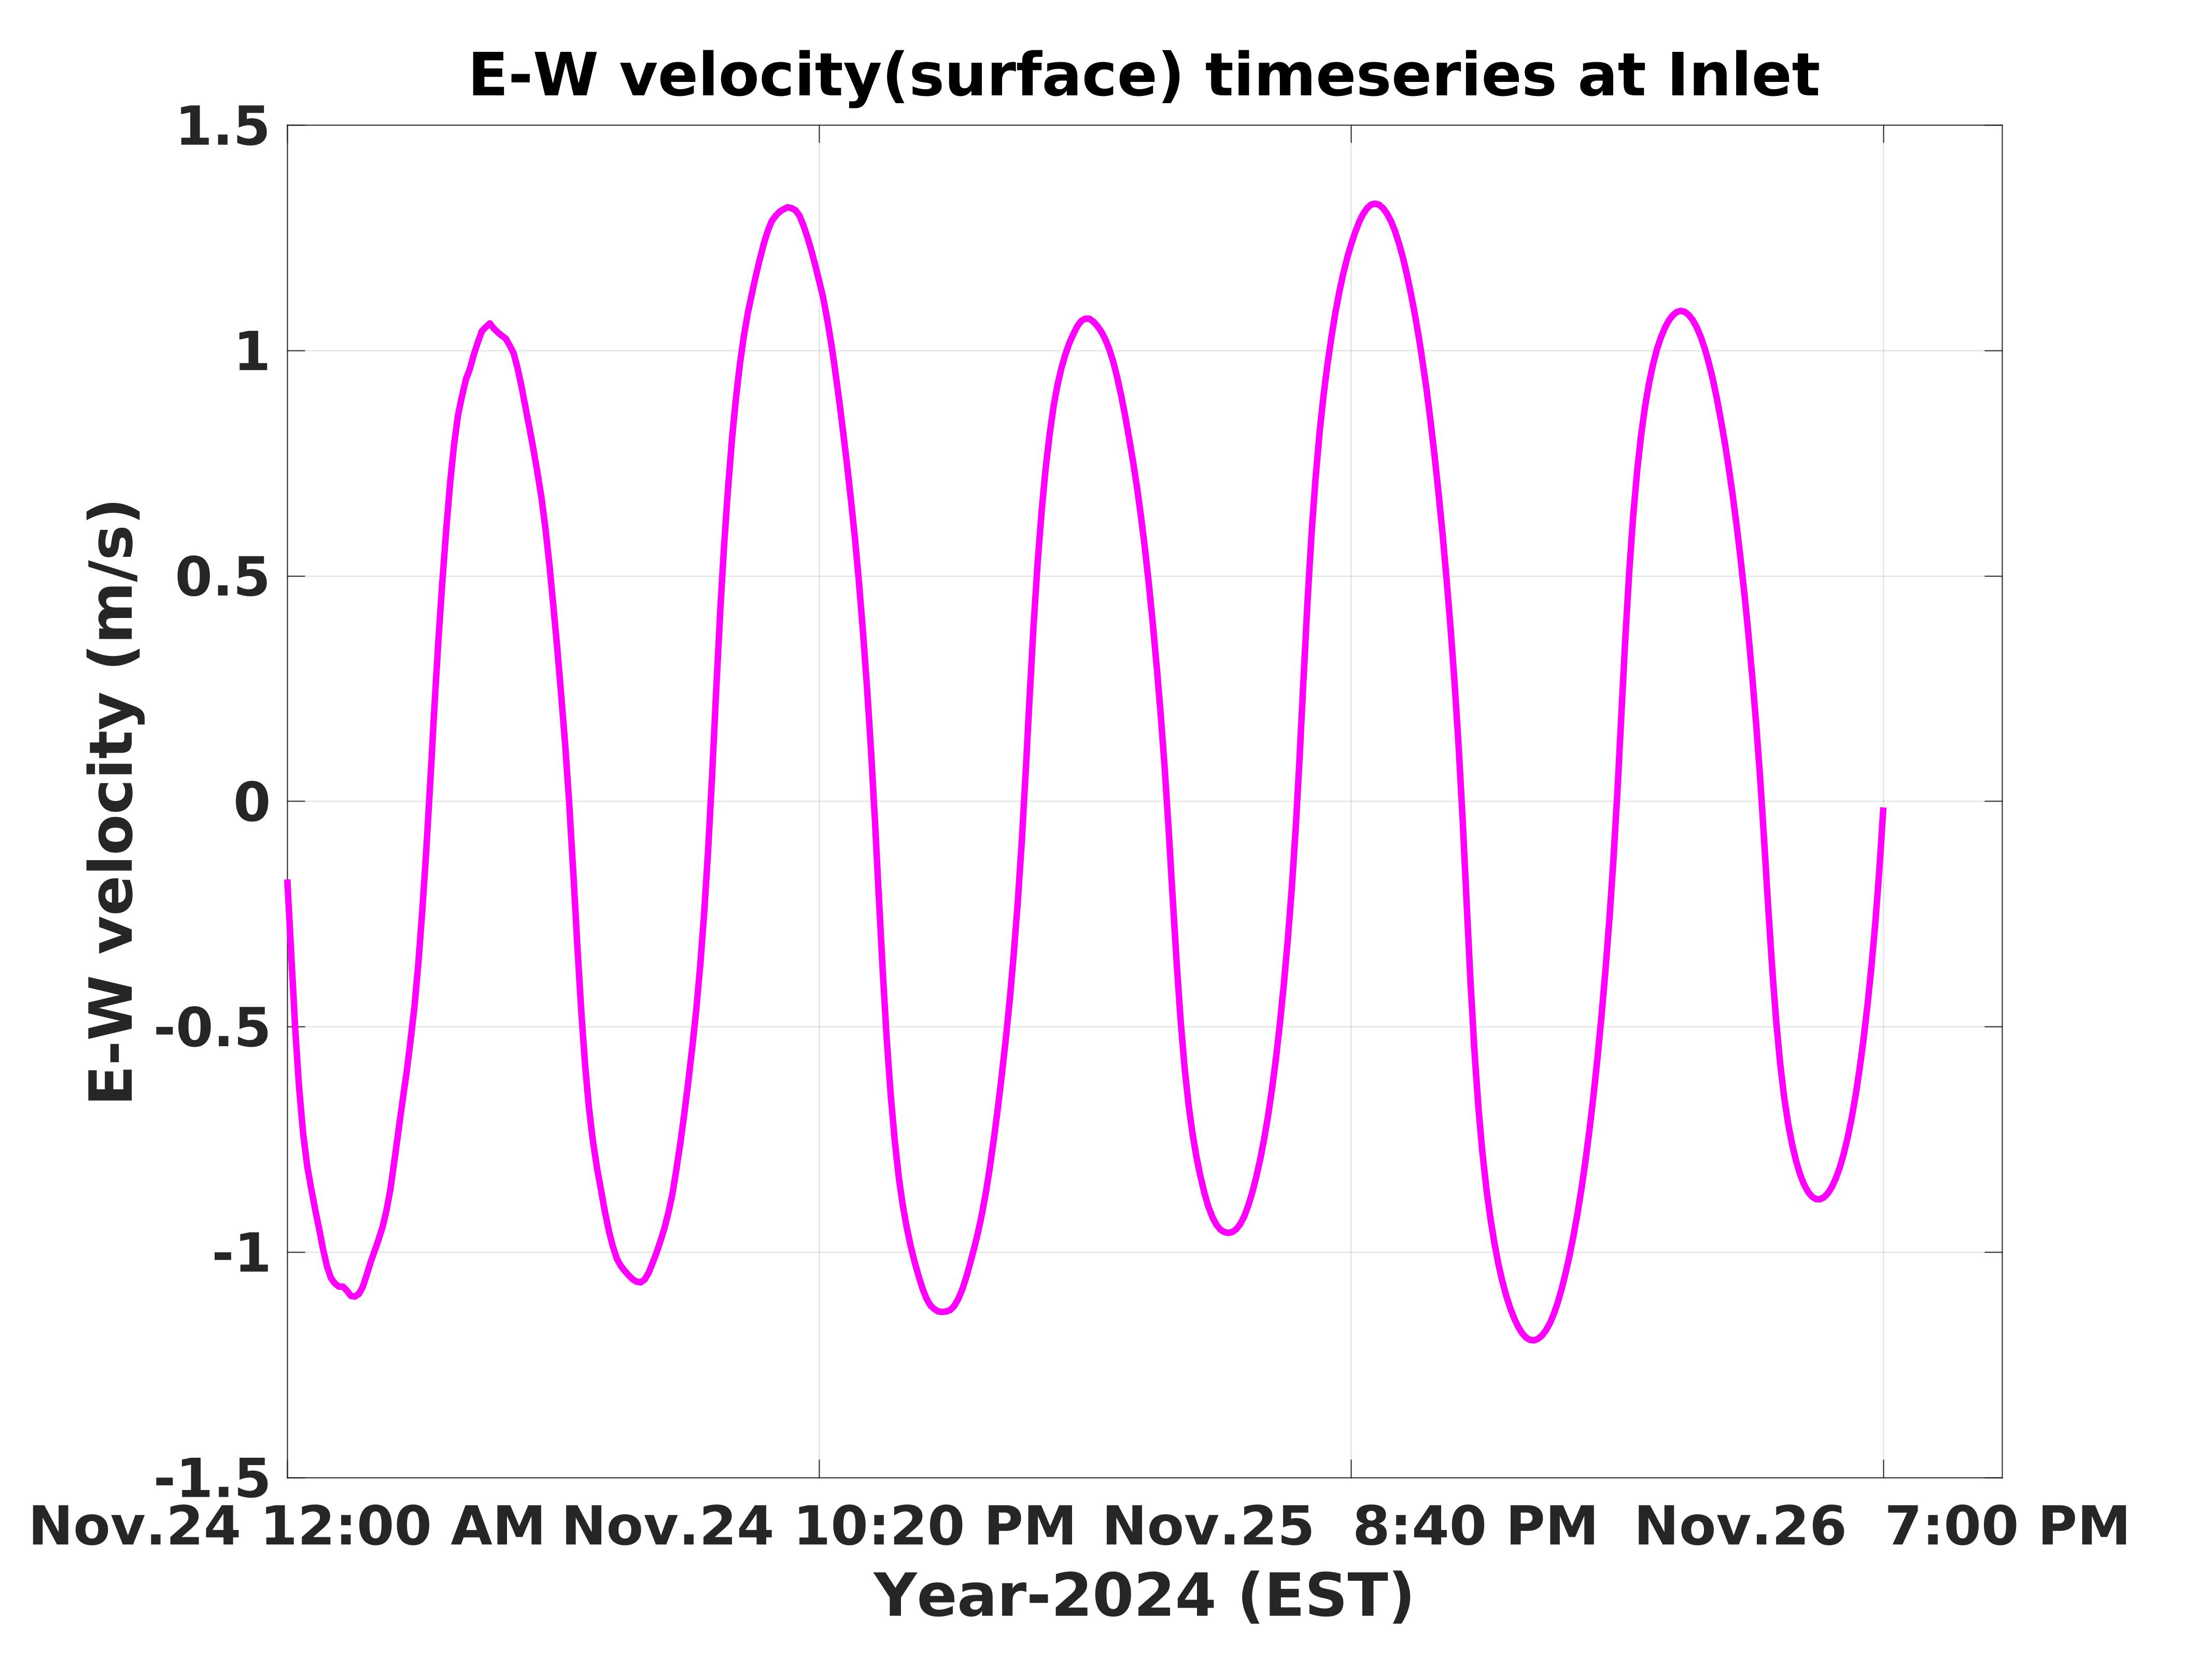 E-W velocity(surface) timeseries at Inlet
E-W velocity (m/s)
1.5
1
0.5
0
-0.5
-1
-1.5
Nov.24 12:00 AM Nov.24 10:20 PM Nov.25 8:40 PM Nov.26 7:00 PM
Year-2024 (EST)